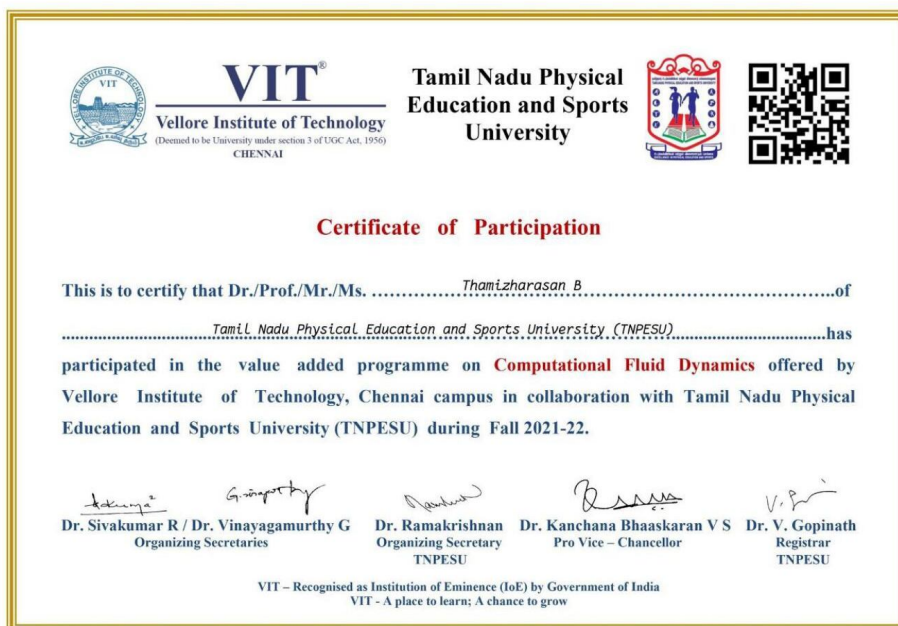 VELLORE INSTITUTE OF TECHNOLOGY
VIT
VIT®
Vellore Institute of Technology
(Deemed to be University under section 3 of UGC Act, 1956)
CHENNAI
Tamil Nadu Physical
Education and Sports
University
Certificate of Participation
This is to certify that Dr./Prof./Mr./Ms. ........Thamizharasan B........of
........Tamil Nadu Physical Education and Sports University (TNPESU)........has
participated in the value added programme on Computational Fluid Dynamics offered by
Vellore Institute of Technology, Chennai campus in collaboration with Tamil Nadu Physical
Education and Sports University (TNPESU) during Fall 2021-22.
Dr. Sivakumar R / Dr. Vinayagamurthy G
Organizing Secretaries
Dr. Ramakrishnan
Organizing Secretary
TNPESU
Dr. Kanchana Bhaaskaran V S
Pro Vice – Chancellor
Dr. V. Gopinath
Registrar
TNPESU
VIT – Recognised as Institution of Eminence (IoE) by Government of India
VIT - A place to learn; A chance to grow